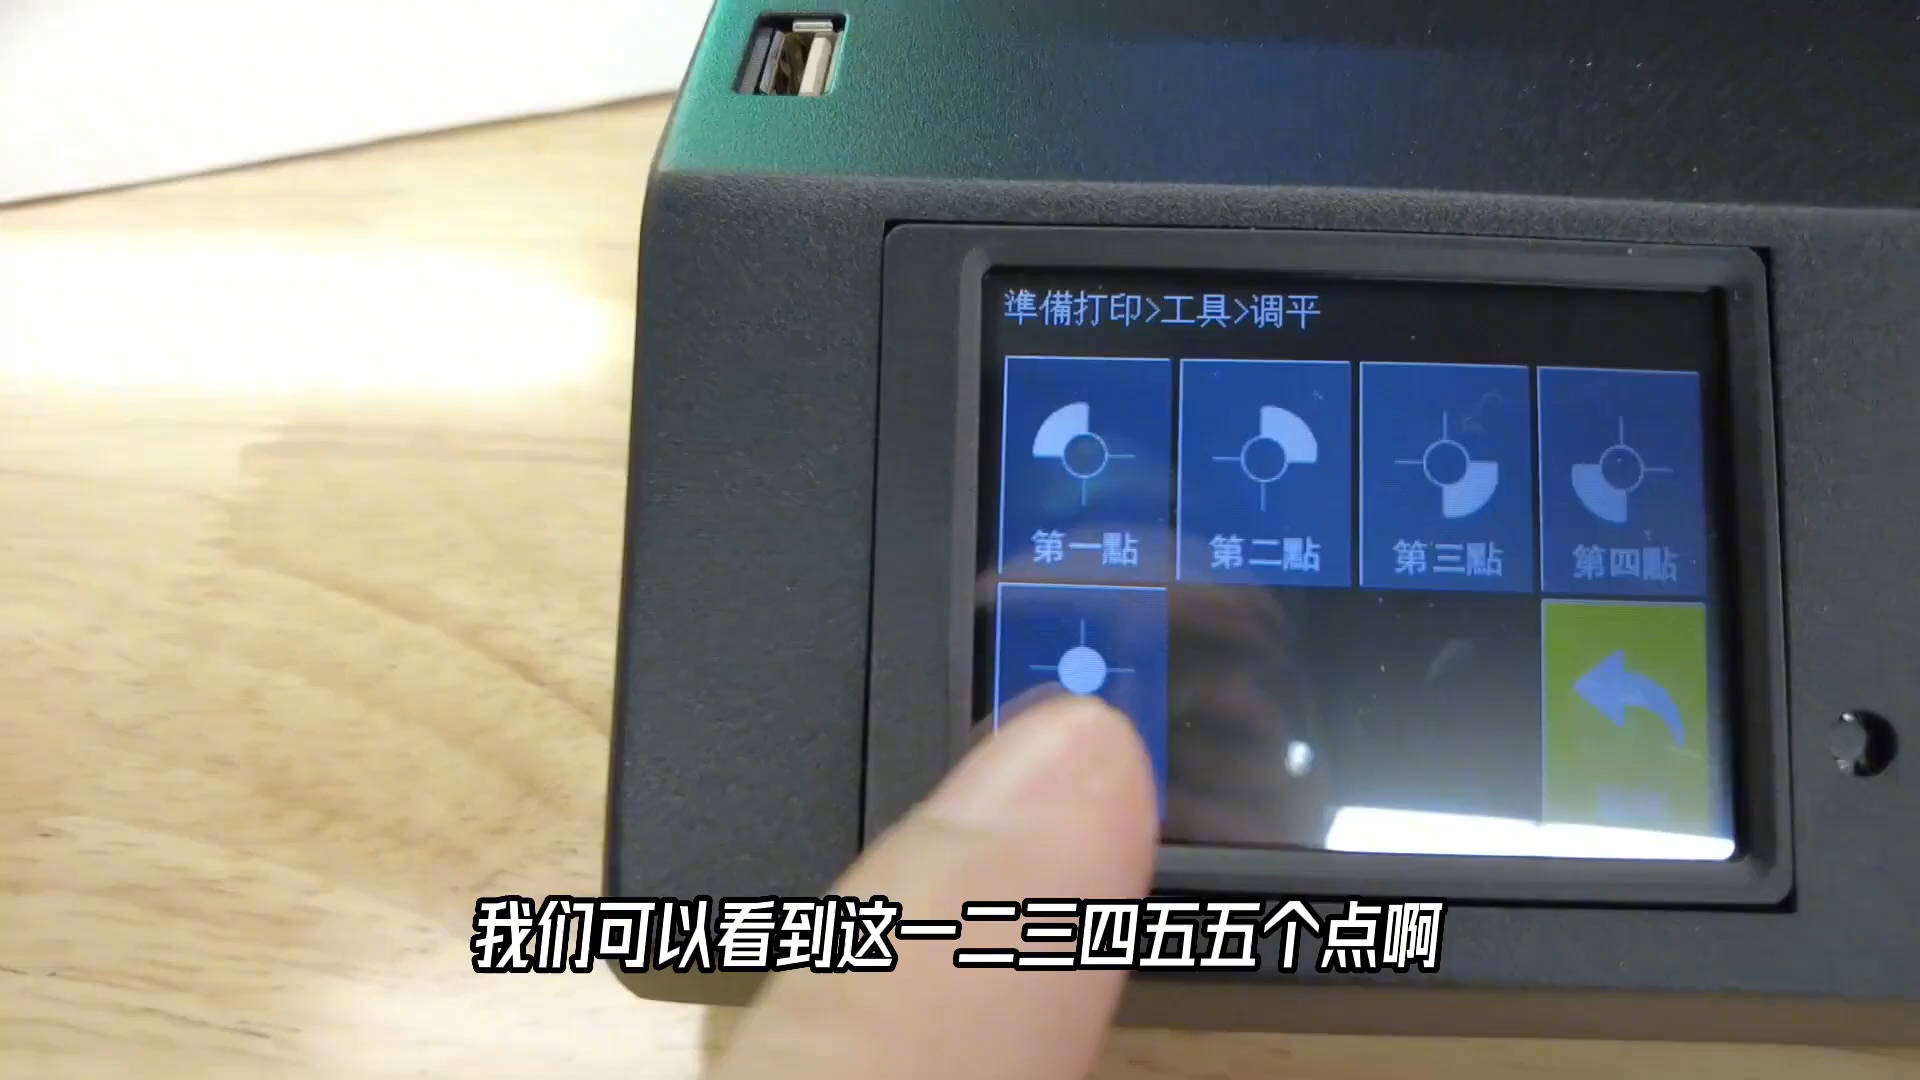 準備打印>工具>调平
第一點
第二點
第三點
第四點
我们可以看到这一二三四五五个点啊